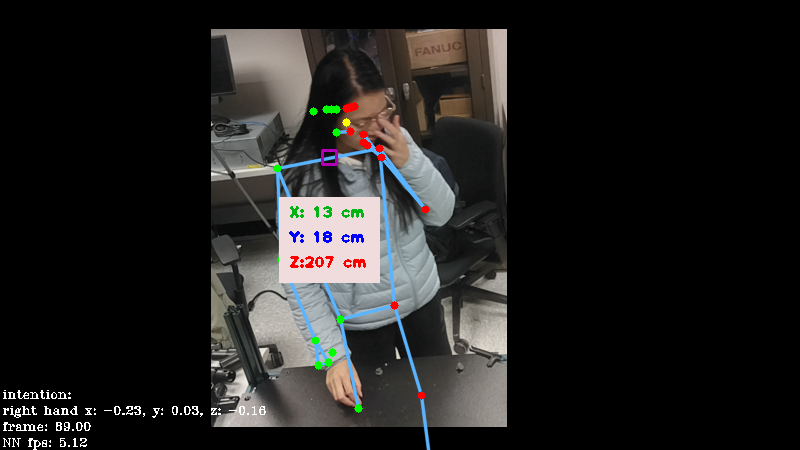 FANUC
X: 13 cm
Y: 18 cm
Z:207 cm
intention:
right hand x: -0.23, y: 0.03, z: -0.16
frame: 89.00
NN fps: 5.12